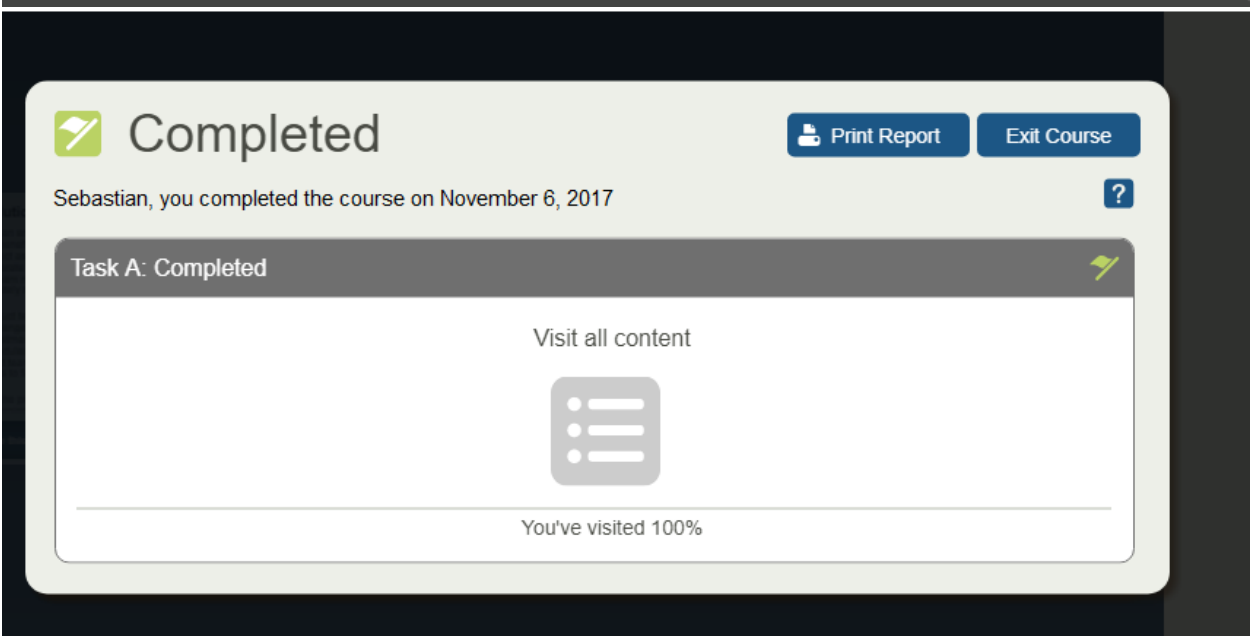 Completed
Print Report
Exit Course
Sebastian, you completed the course on November 6, 2017
?
Task A: Completed
Visit all content
You've visited 100%